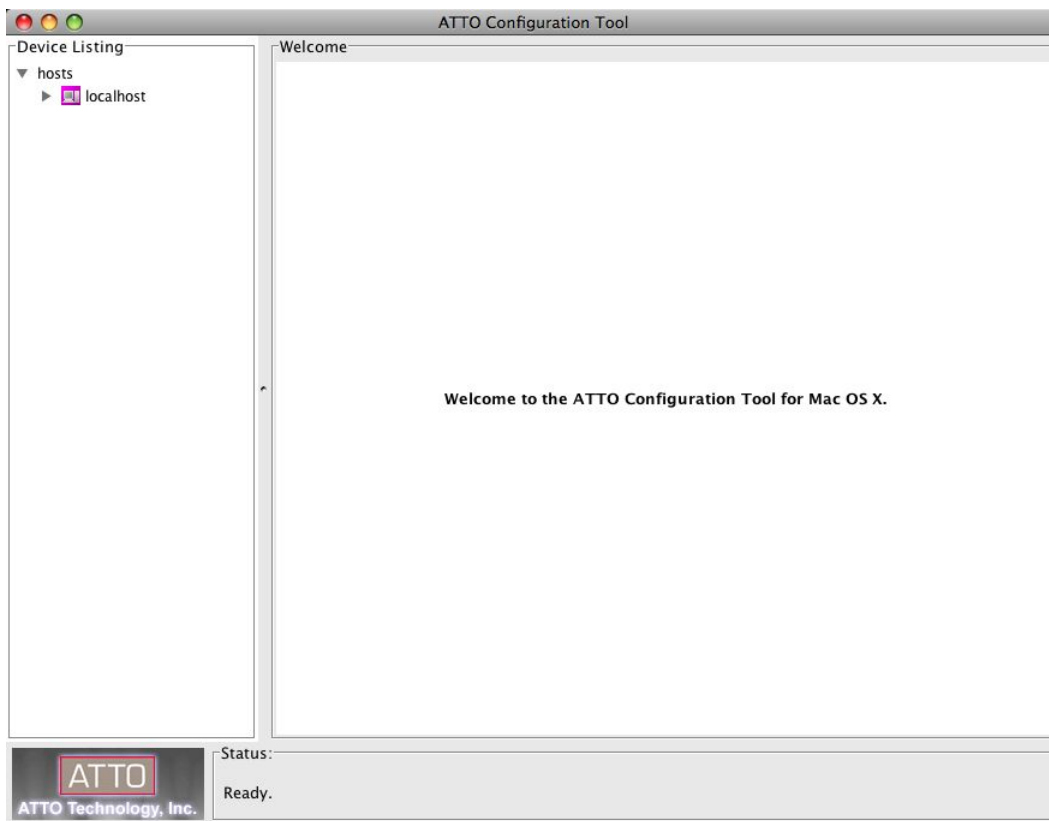 ATTO Configuration Tool
Device Listing
hosts
localhost
Welcome
Welcome to the ATTO Configuration Tool for Mac OS X.
ATTO
ATTO Technology, Inc.
Status:
Ready.